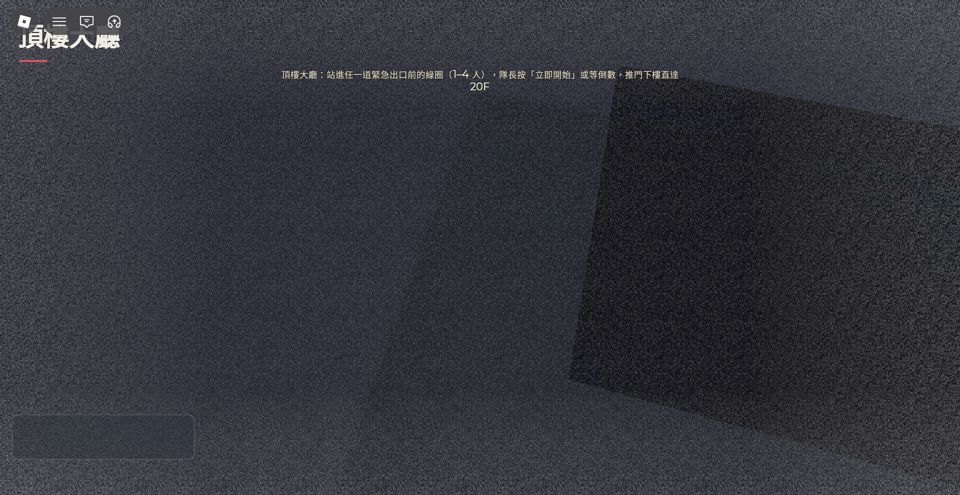 頂樓大廳
頂樓大廳：站進任一道緊急出口前的綠圈（1–4 人），隊長按「立即開始」或等倒數，推門下樓直達
20F